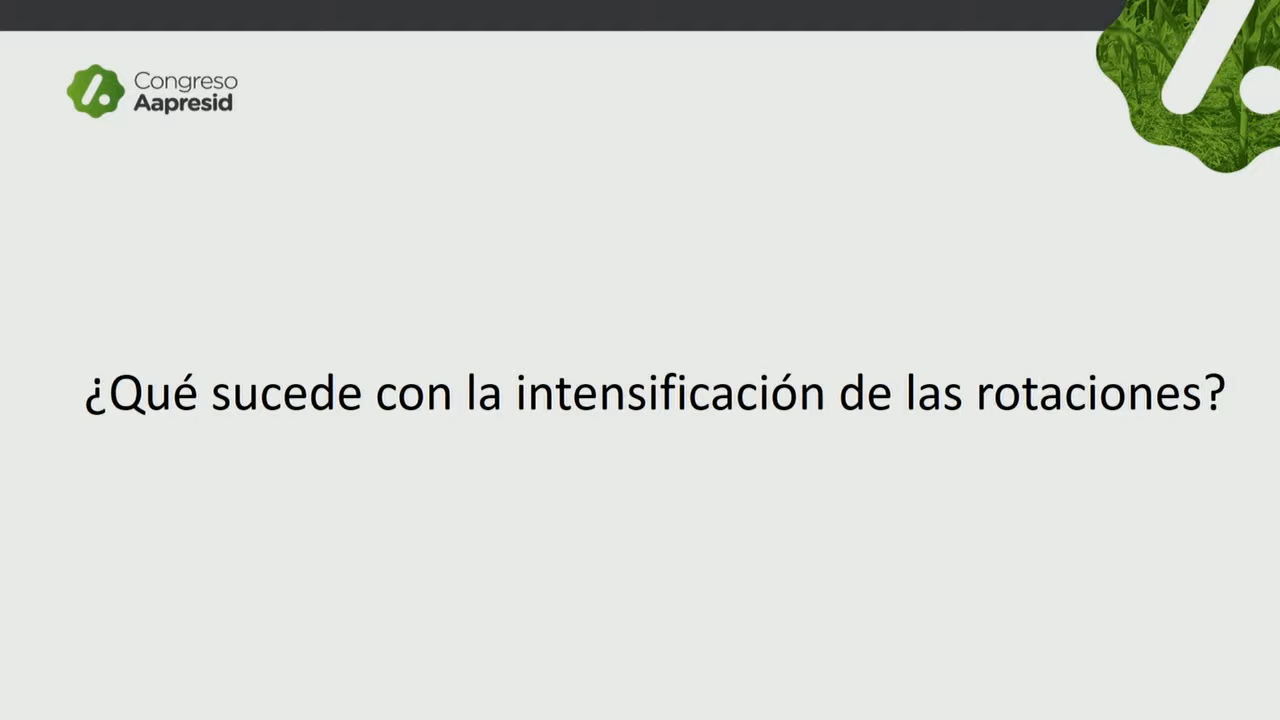 Congreso
Aapresid
¿Qué sucede con la intensificación de las rotaciones?